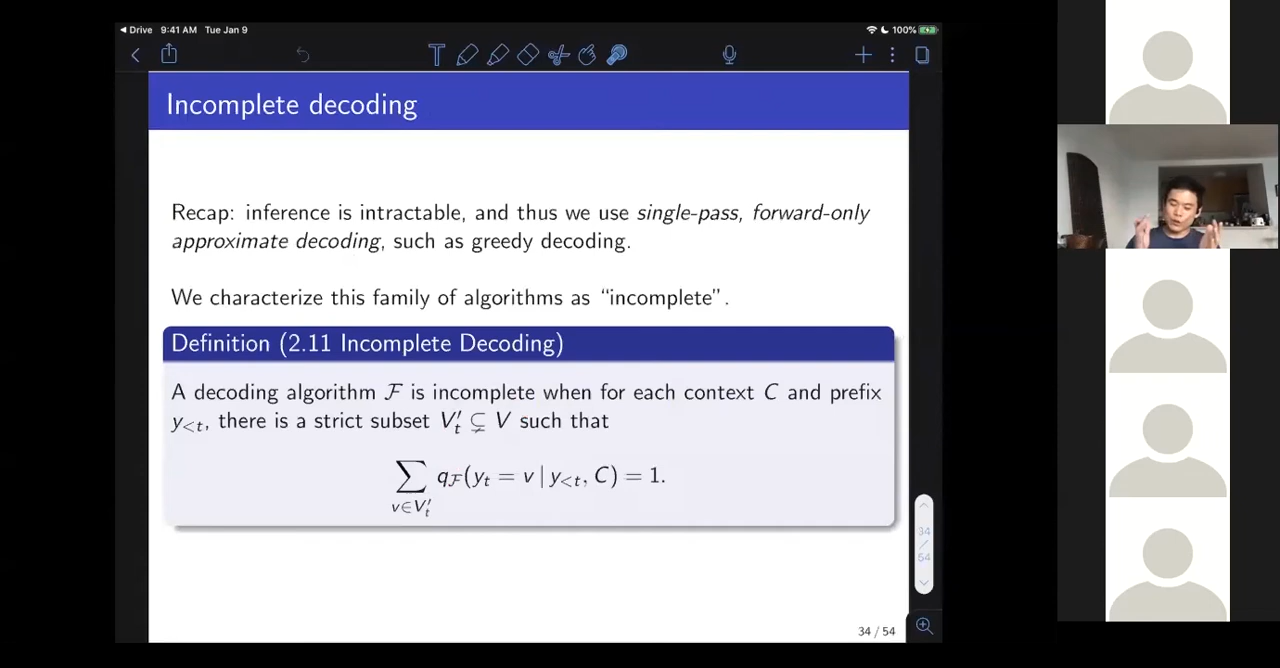 Drive 9:41 AM Tue Jan 9 100%
Incomplete decoding
Recap: inference is intractable, and thus we use single-pass, forward-only
approximate decoding, such as greedy decoding.
We characterize this family of algorithms as “incomplete”.
Definition (2.11 Incomplete Decoding)
A decoding algorithm ℱ is incomplete when for each context C and prefix
y<t, there is a strict subset V′t ⊊ V such that
∑v∈V′t qℱ(yt = v | y<t, C) = 1.
34
/
54
34 / 54